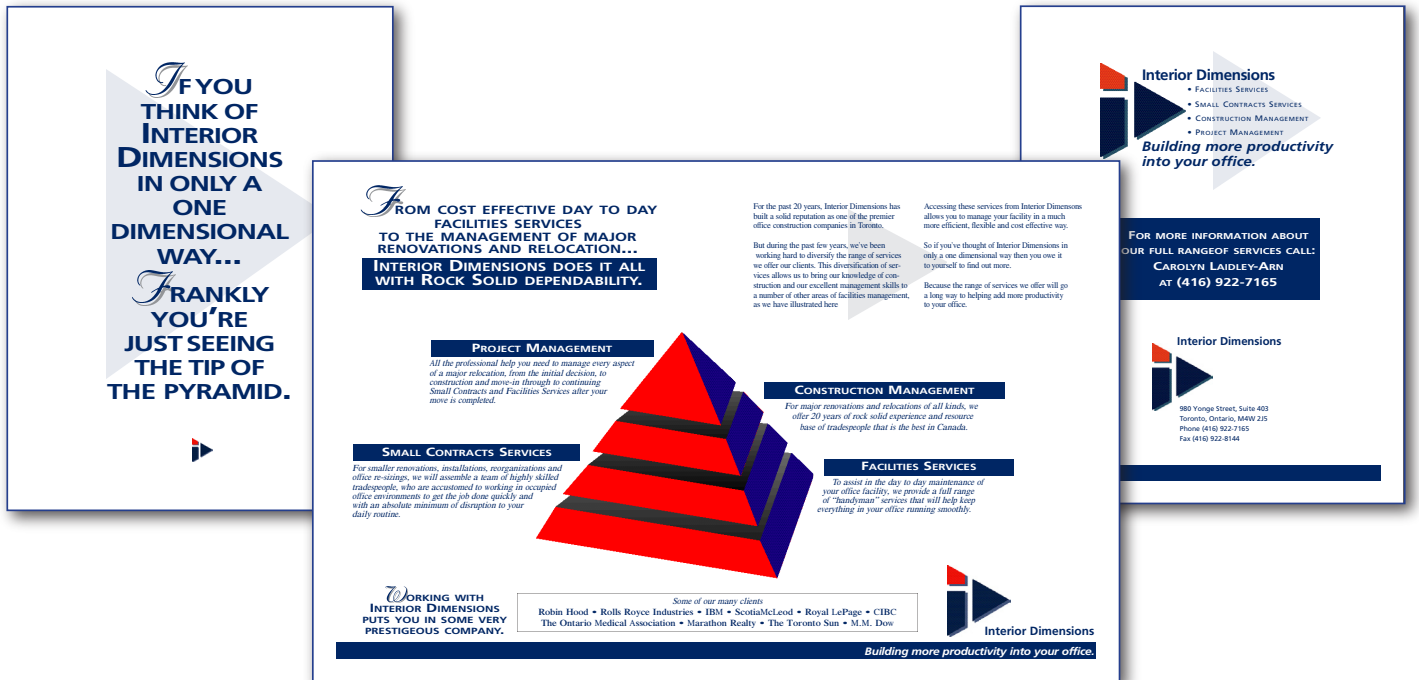 IF YOU
THINK OF
INTERIOR
DIMENSIONS
IN ONLY A
ONE
DIMENSIONAL
WAY...
FRANKLY
YOU'RE
JUST SEEING
THE TIP OF
THE PYRAMID.
FROM COST EFFECTIVE DAY TO DAY
FACILITIES SERVICES
TO THE MANAGEMENT OF MAJOR
RENOVATIONS AND RELOCATION...
INTERIOR DIMENSIONS DOES IT ALL
WITH ROCK SOLID DEPENDABILITY.
For the past 20 years, Interior Dimensions has
built a solid reputation as one of the premier
office construction companies in Toronto.
But during the past few years, we've been
working hard to diversify the range of services
we offer our clients. This diversification of ser-
vices allows us to bring our knowledge of con-
struction and our excellent management skills to
a number of other areas of facilities management,
as we have illustrated here
Accessing these services from Interior Dimensons
allows you to manage your facility in a much
more efficient, flexible and cost effective way.
So if you've thought of Interior Dimensions in
only a one dimensional way then you owe it
to yourself to find out more.
Because the range of services we offer will go
a long way to helping add more productivity
to your office.
PROJECT MANAGEMENT
All the professional help you need to manage every aspect
of a major relocation, from the initial decision, to
construction and move-in through to continuing
Small Contracts and Facilities Services after your
move is completed.
CONSTRUCTION MANAGEMENT
For major renovations and relocations of all kinds, we
offer 20 years of rock solid experience and resource
base of tradespeople that is the best in Canada.
SMALL CONTRACTS SERVICES
For smaller renovations, installations, reorganizations and
office re-sizings, we will assemble a team of highly skilled
tradespeople, who are accustomed to working in occupied
office environments to get the job done quickly and
with an absolute minimum of disruption to your
daily routine.
FACILITIES SERVICES
To assist in the day to day maintenance of
your office facility, we provide a full range
of “handyman” services that will help keep
everything in your office running smoothly.
WORKING WITH
INTERIOR DIMENSIONS
PUTS YOU IN SOME VERY
PRESTIGEOUS COMPANY.
Some of our many clients
Robin Hood • Rolls Royce Industries • IBM • ScotiaMcLeod • Royal LePage • CIBC
The Ontario Medical Association • Marathon Realty • The Toronto Sun • M.M. Dow
Interior Dimensions
Building more productivity into your office.
Interior Dimensions
• FACILITIES SERVICES
• SMALL CONTRACTS SERVICES
• CONSTRUCTION MANAGEMENT
• PROJECT MANAGEMENT
Building more productivity
into your office.
FOR MORE INFORMATION ABOUT
OUR FULL RANGEOF SERVICES CALL:
CAROLYN LAIDLEY-ARN
AT (416) 922-7165
Interior Dimensions
980 Yonge Street, Suite 403
Toronto, Ontario, M4W 2J5
Phone (416) 922-7165
Fax (416) 922-8144